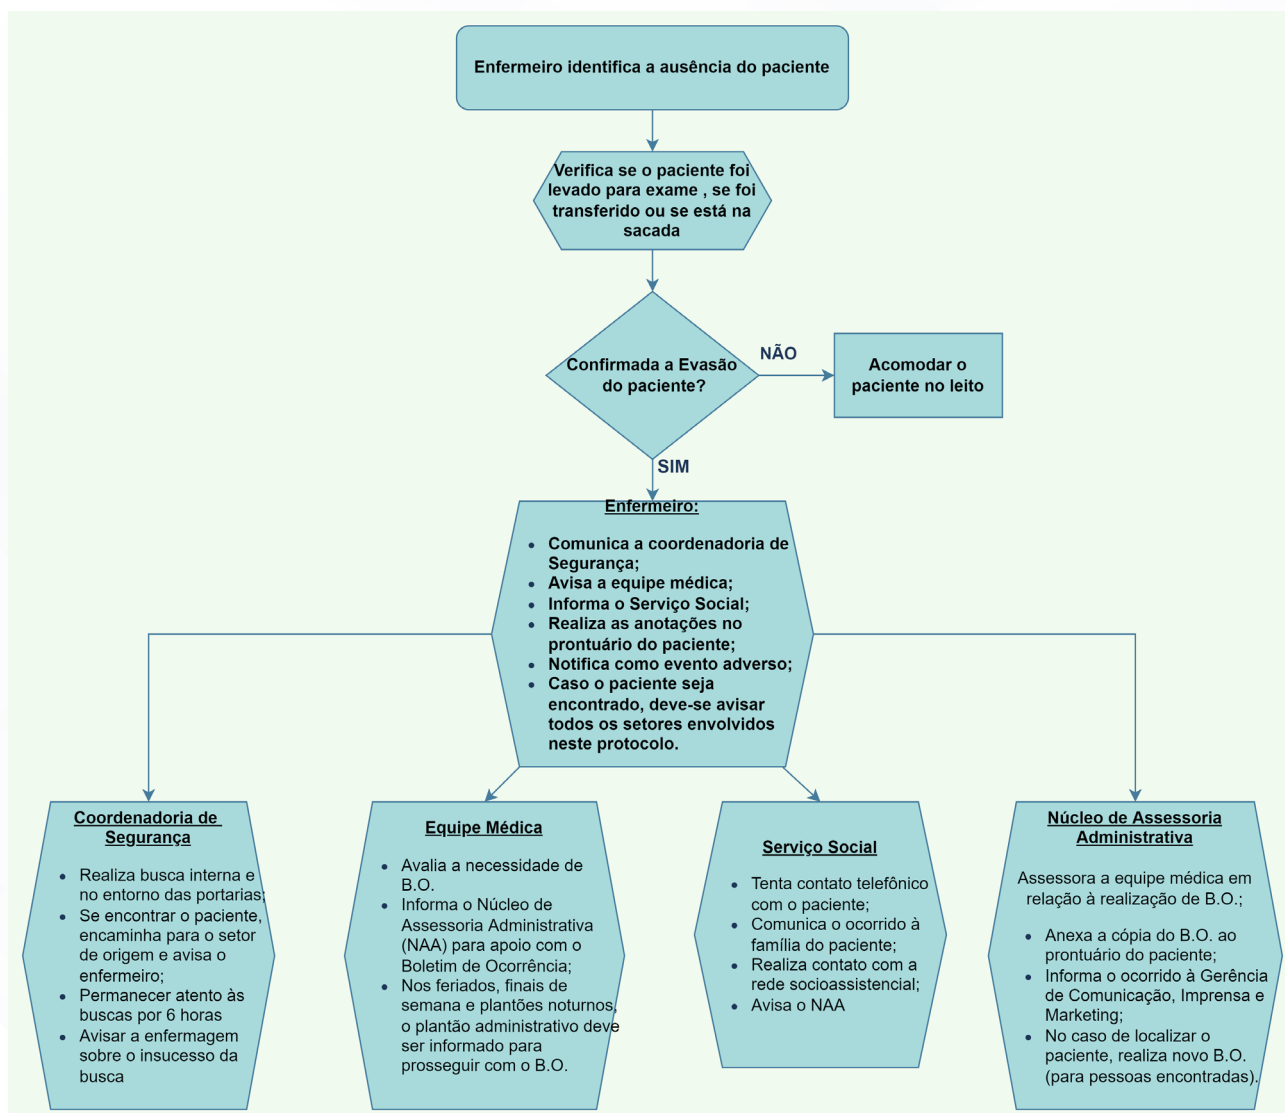 Enfermeiro identifica a ausência do paciente
Verifica se o paciente foi
levado para exame , se foi
transferido ou se está na
sacada
Confirmada a Evasão
do paciente?
NÃO
Acomodar o
paciente no leito
SIM
Enfermeiro:
• Comunica a coordenadoria de
Segurança;
• Avisa a equipe médica;
• Informa o Serviço Social;
• Realiza as anotações no
prontuário do paciente;
• Notifica como evento adverso;
• Caso o paciente seja
encontrado, deve-se avisar
todos os setores envolvidos
neste protocolo.
Coordenadoria de
Segurança
• Realiza busca interna e
no entorno das portarias;
• Se encontrar o paciente,
encaminha para o setor
de origem e avisa o
enfermeiro;
• Permanecer atento às
buscas por 6 horas
• Avisar a enfermagem
sobre o insucesso da
busca
Equipe Médica
• Avalia a necessidade de
B.O.
• Informa o Núcleo de
Assessoria Administrativa
(NAA) para apoio com o
Boletim de Ocorrência;
• Nos feriados, finais de
semana e plantões noturnos,
o plantão administrativo deve
ser informado para
prosseguir com o B.O.
Serviço Social
• Tenta contato telefônico
com o paciente;
• Comunica o ocorrido à
família do paciente;
• Realiza contato com a
rede socioassistencial;
• Avisa o NAA
Núcleo de Assessoria
Administrativa
Assessora a equipe médica em
relação à realização de B.O.;
• Anexa a cópia do B.O. ao
prontuário do paciente;
• Informa o ocorrido à Gerência
de Comunicação, Imprensa e
Marketing;
• No caso de localizar o
paciente, realiza novo B.O.
(para pessoas encontradas).